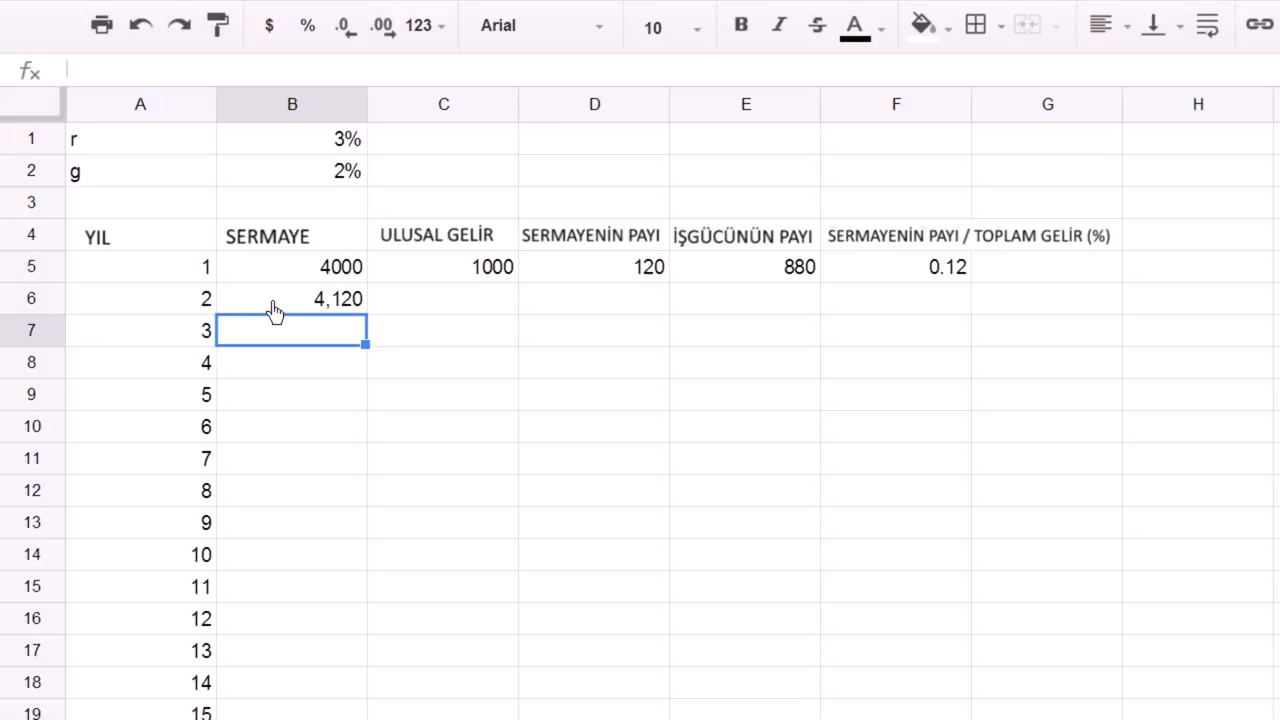 $ % .0 .00 123 Arial 10 B I S A
fx
A B C D E F G H
1 r 3%
2 g 2%
3
4 YIL SERMAYE ULUSAL GELİR SERMAYENİN PAYI İŞGÜCÜNÜN PAYI SERMAYENİN PAYI / TOPLAM GELİR (%)
5 1 4000 1000 120 880 0.12
6 2 4,120
7 3
8 4
9 5
10 6
11 7
12 8
13 9
14 10
15 11
16 12
17 13
18 14
19 15